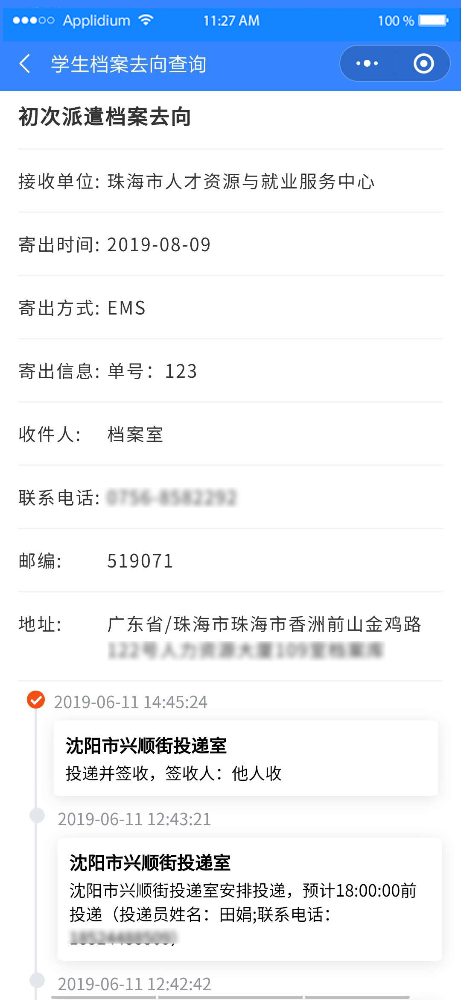 Applidium 11:27 AM 100 %
学生档案去向查询
初次派遣档案去向
接收单位: 珠海市人才资源与就业服务中心
寄出时间: 2019-08-09
寄出方式: EMS
寄出信息: 单号：123
收件人: 档案室
联系电话:
邮编: 519071
地址: 广东省/珠海市珠海市香洲前山金鸡路
2019-06-11 14:45:24
沈阳市兴顺街投递室
投递并签收，签收人：他人收
2019-06-11 12:43:21
沈阳市兴顺街投递室
沈阳市兴顺街投递室安排投递，预计18:00:00前
投递（投递员姓名：田娟;联系电话：
2019-06-11 12:42:42